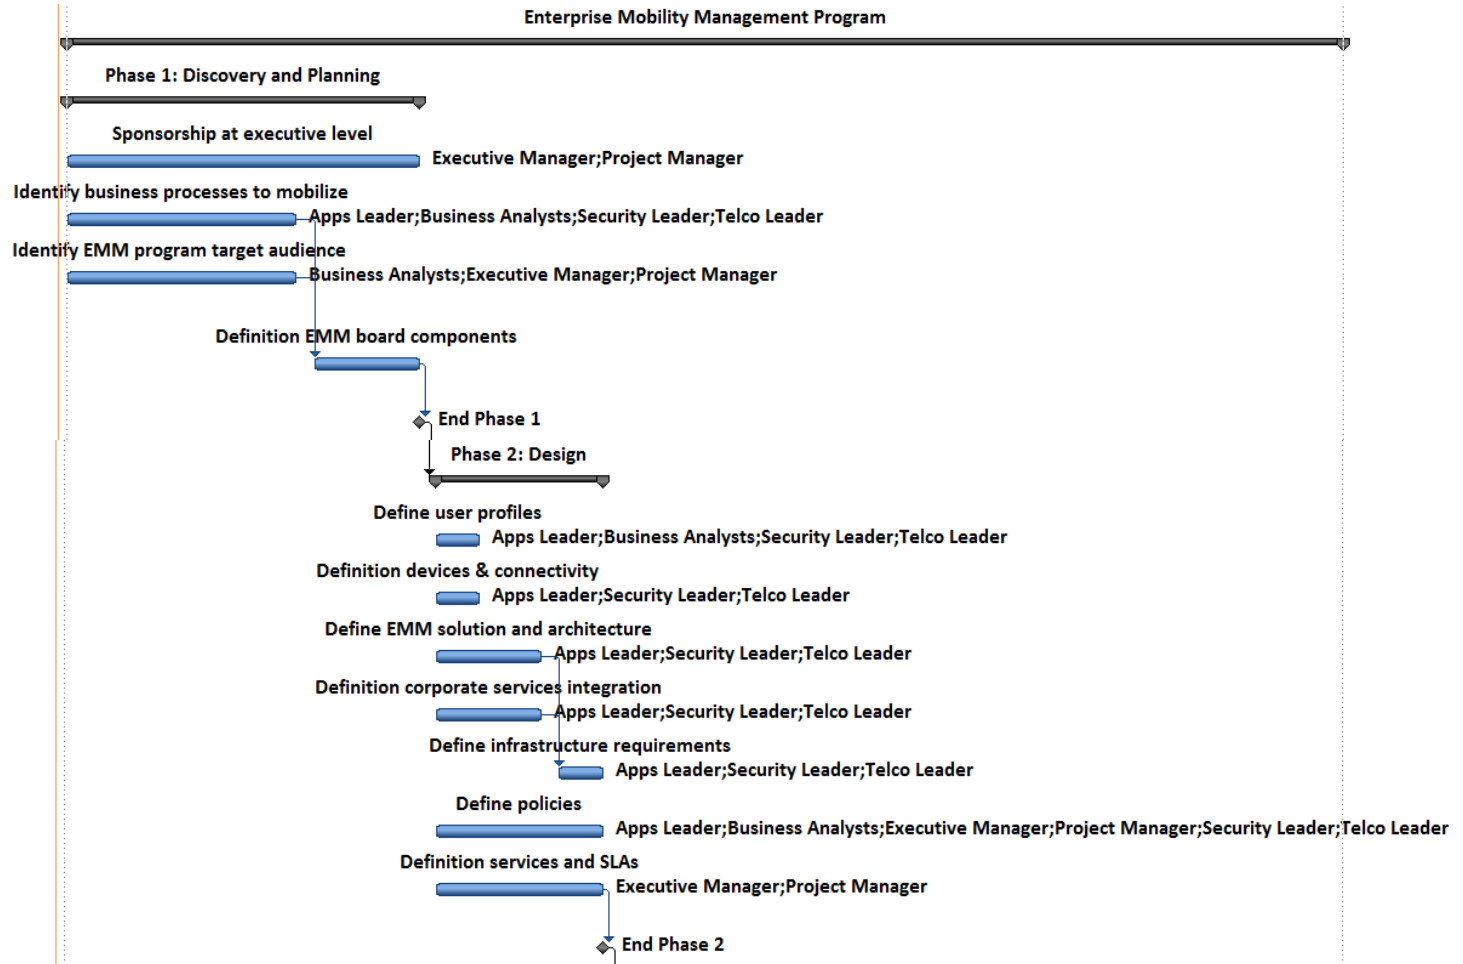 Enterprise Mobility Management Program
Phase 1: Discovery and Planning
Sponsorship at executive level
Executive Manager;Project Manager
Identify business processes to mobilize
Apps Leader;Business Analysts;Security Leader;Telco Leader
Identify EMM program target audience
Business Analysts;Executive Manager;Project Manager
Definition EMM board components
End Phase 1
Phase 2: Design
Define user profiles
Apps Leader;Business Analysts;Security Leader;Telco Leader
Definition devices & connectivity
Apps Leader;Security Leader;Telco Leader
Define EMM solution and architecture
Apps Leader;Security Leader;Telco Leader
Definition corporate services integration
Apps Leader;Security Leader;Telco Leader
Define infrastructure requirements
Apps Leader;Security Leader;Telco Leader
Define policies
Apps Leader;Business Analysts;Executive Manager;Project Manager;Security Leader;Telco Leader
Definition services and SLAs
Executive Manager;Project Manager
End Phase 2